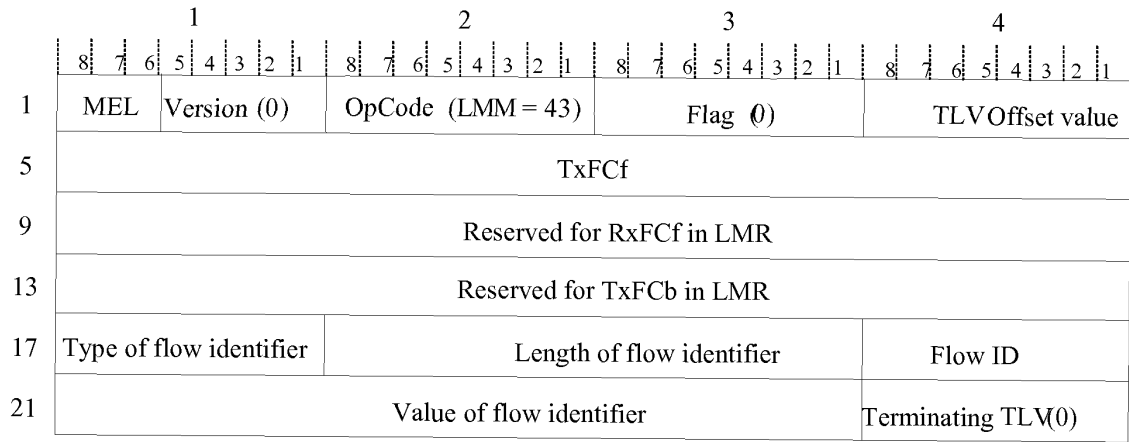 1 2 3 4
8 7 6 5 4 3 2 1 8 7 6 5 4 3 2 1 8 7 6 5 4 3 2 1 8 7 6 5 4 3 2 1
1 MEL Version (0) OpCode (LMM = 43) Flag (0) TLV Offset value
5 TxFCf
9 Reserved for RxFCf in LMR
13 Reserved for TxFCb in LMR
17 Type of flow identifier Length of flow identifier Flow ID
21 Value of flow identifier Terminating TLV(0)